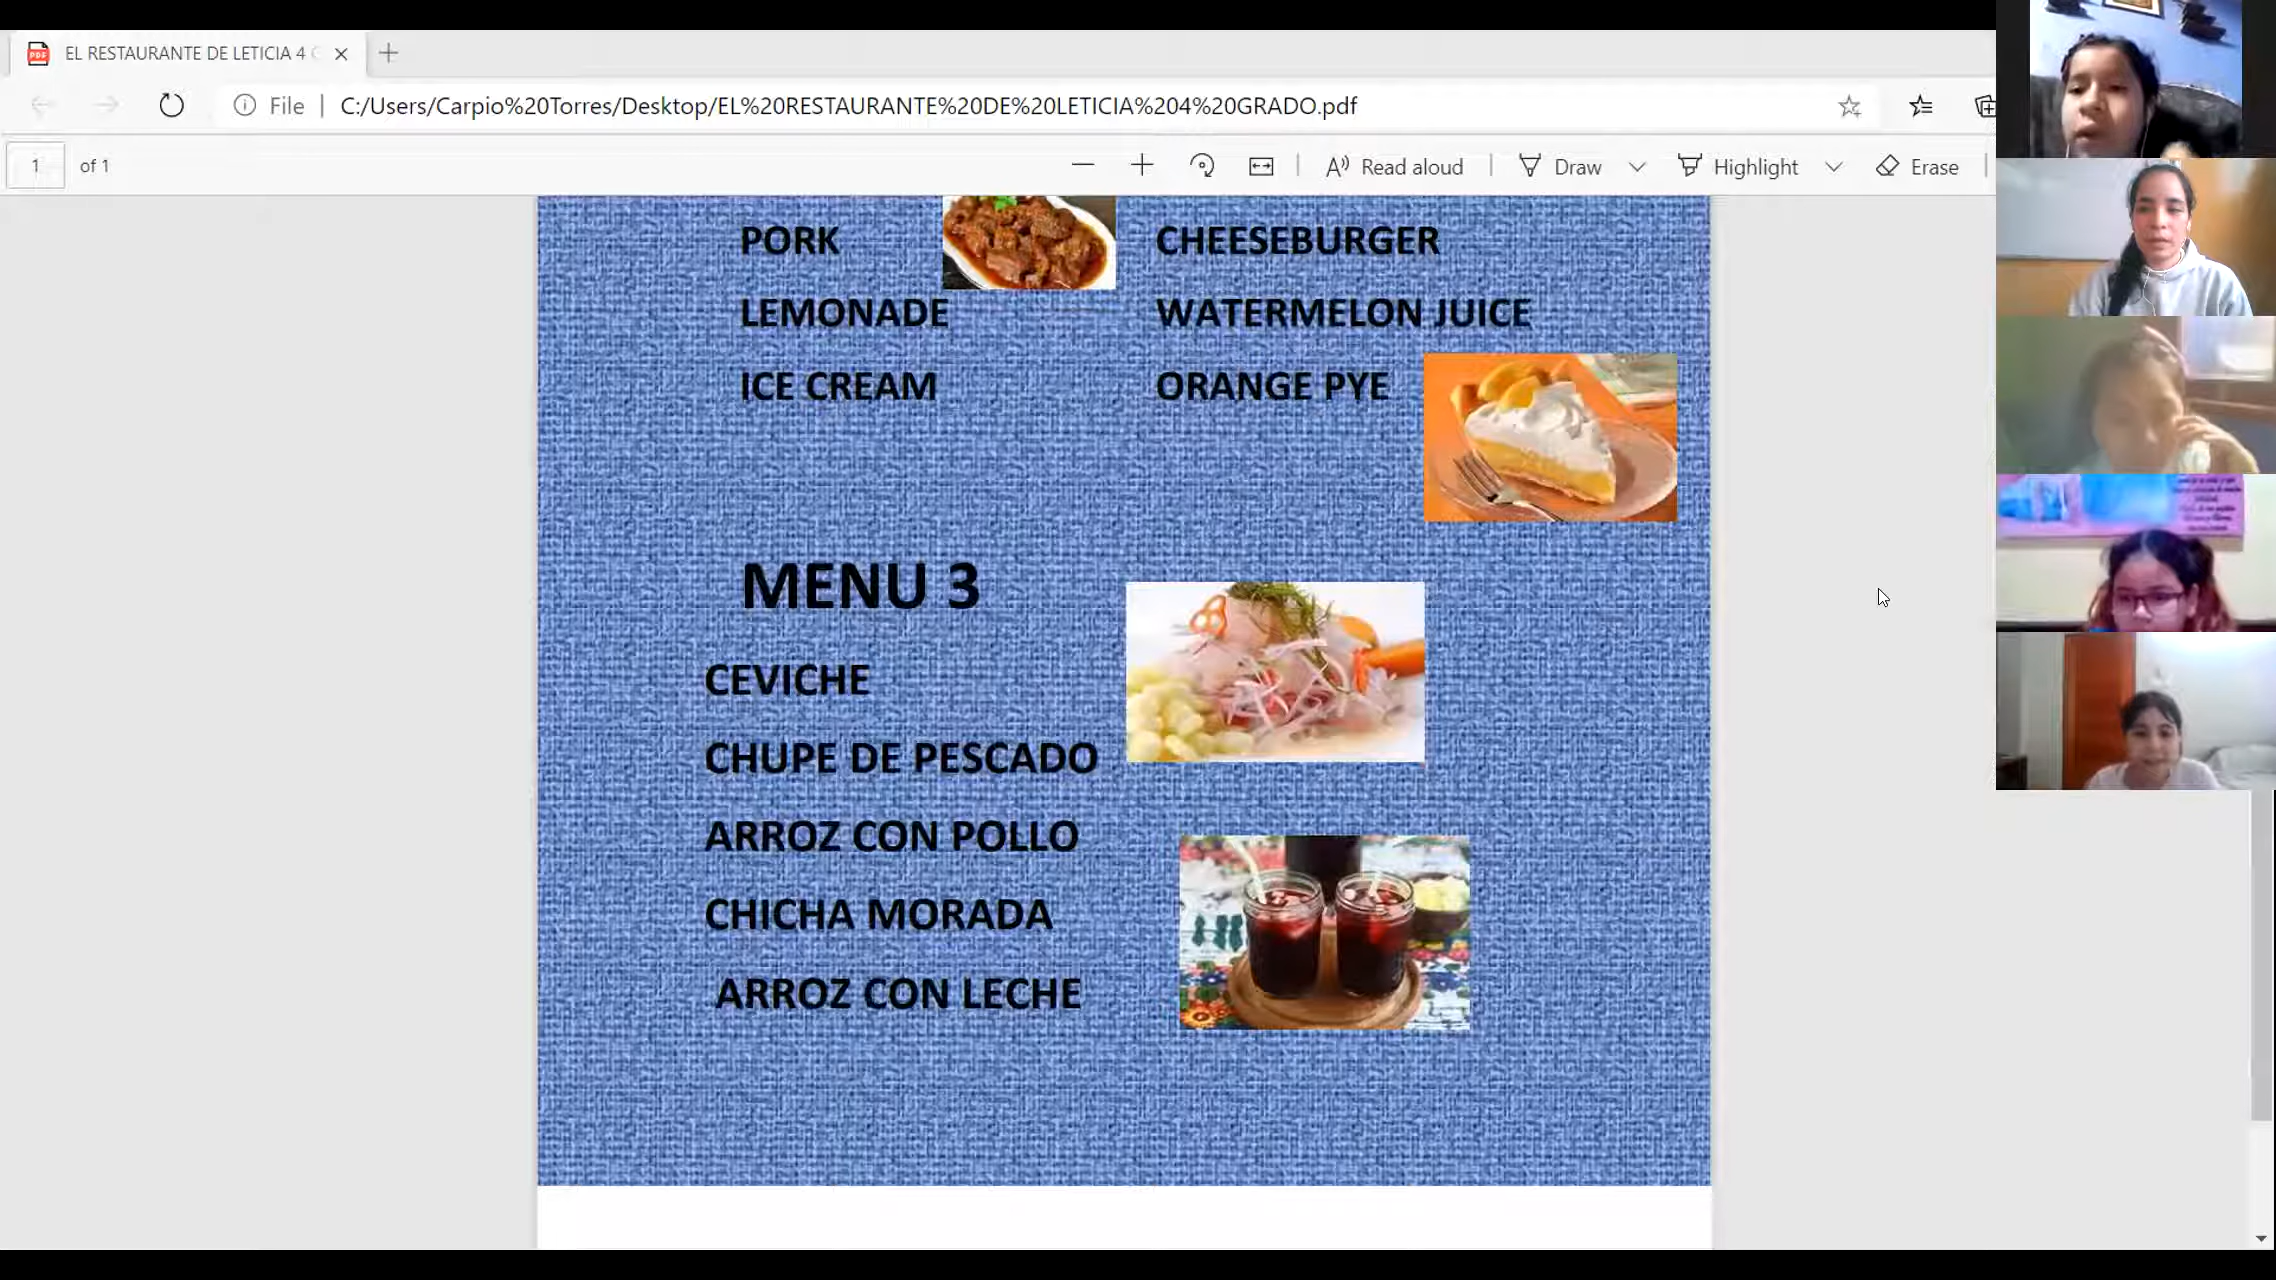 EL RESTAURANTE DE LETICIA 4
File
C:/Users/Carpio%20Torres/Desktop/EL%20RESTAURANTE%20DE%20LETICIA%204%20GRADO.pdf
1 of 1
Read aloud
Draw
Highlight
Erase
PORK
LEMONADE
ICE CREAM
CHEESEBURGER
WATERMELON JUICE
ORANGE PYE
MENU 3
CEVICHE
CHUPE DE PESCADO
ARROZ CON POLLO
CHICHA MORADA
ARROZ CON LECHE